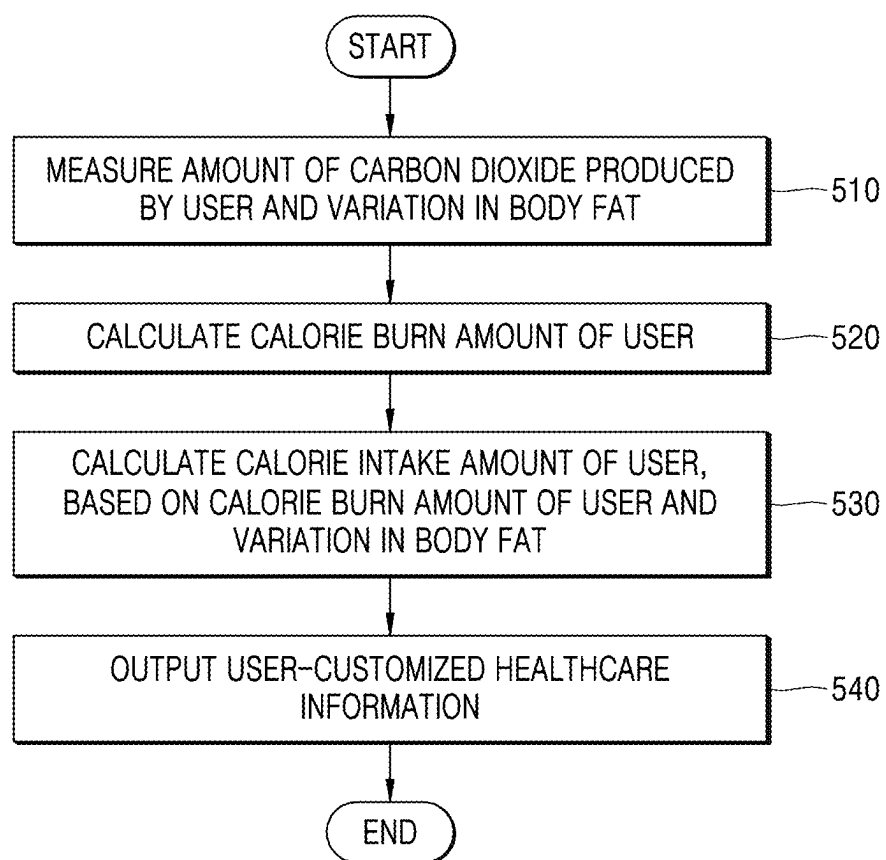 START
MEASURE AMOUNT OF CARBON DIOXIDE PRODUCED
BY USER AND VARIATION IN BODY FAT
510
CALCULATE CALORIE BURN AMOUNT OF USER
520
CALCULATE CALORIE INTAKE AMOUNT OF USER,
BASED ON CALORIE BURN AMOUNT OF USER AND
VARIATION IN BODY FAT
530
OUTPUT USER-CUSTOMIZED HEALTHCARE
INFORMATION
540
END